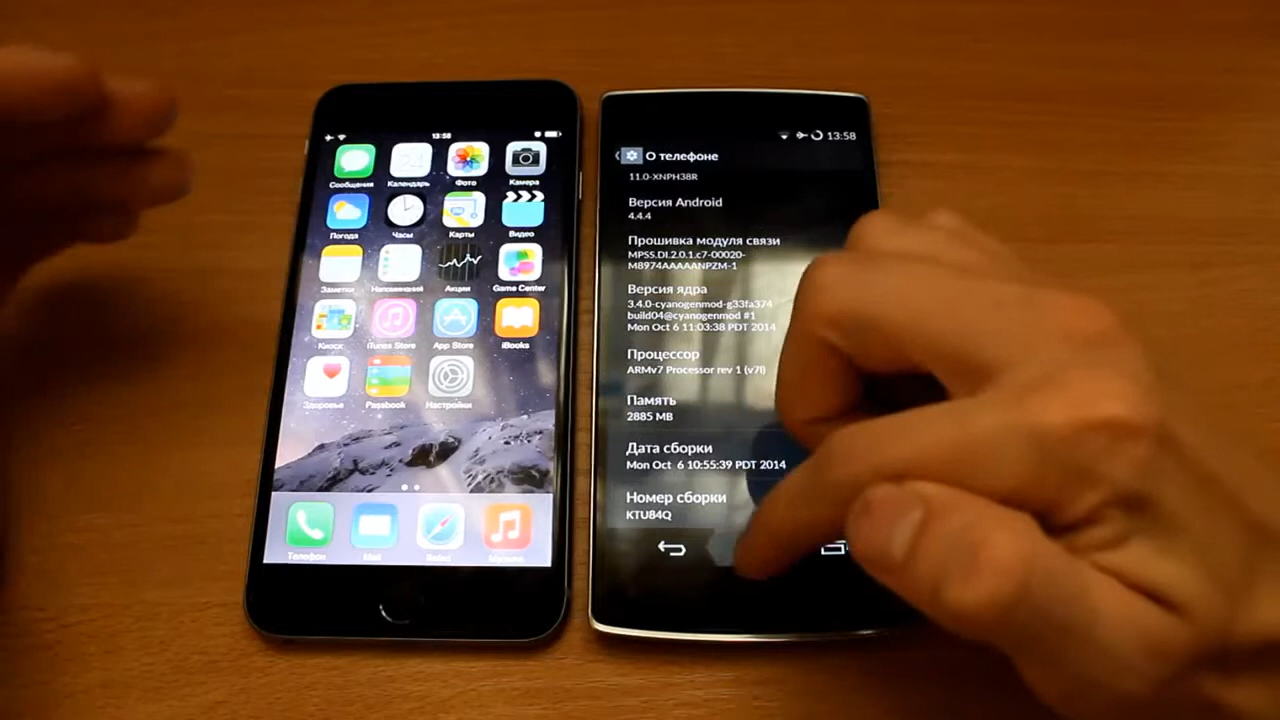 13:58
Сообщения Календарь Фото Камера
24
Погода Часы Карты Видео
Заметки Напоминания Акции Game Center
Киоск iTunes Store App Store iBooks
Здоровье Passbook Настройки
Телефон Mail Safari Музыка
13:58
О телефоне
11.0-XNPH38R
Версия Android
4.4.4
Прошивка модуля связи
MPSS.DI.2.0.1.c7-00020-
M8974AAAAANPZM-1
Версия ядра
3.4.0-cyanogenmod-g33fa374
build04@cyanogenmod #1
Mon Oct 6 11:03:38 PDT 2014
Процессор
ARMv7 Processor rev 1 (v7l)
Память
2885 MB
Дата сборки
Mon Oct 6 10:55:39 PDT 2014
Номер сборки
KTU84Q